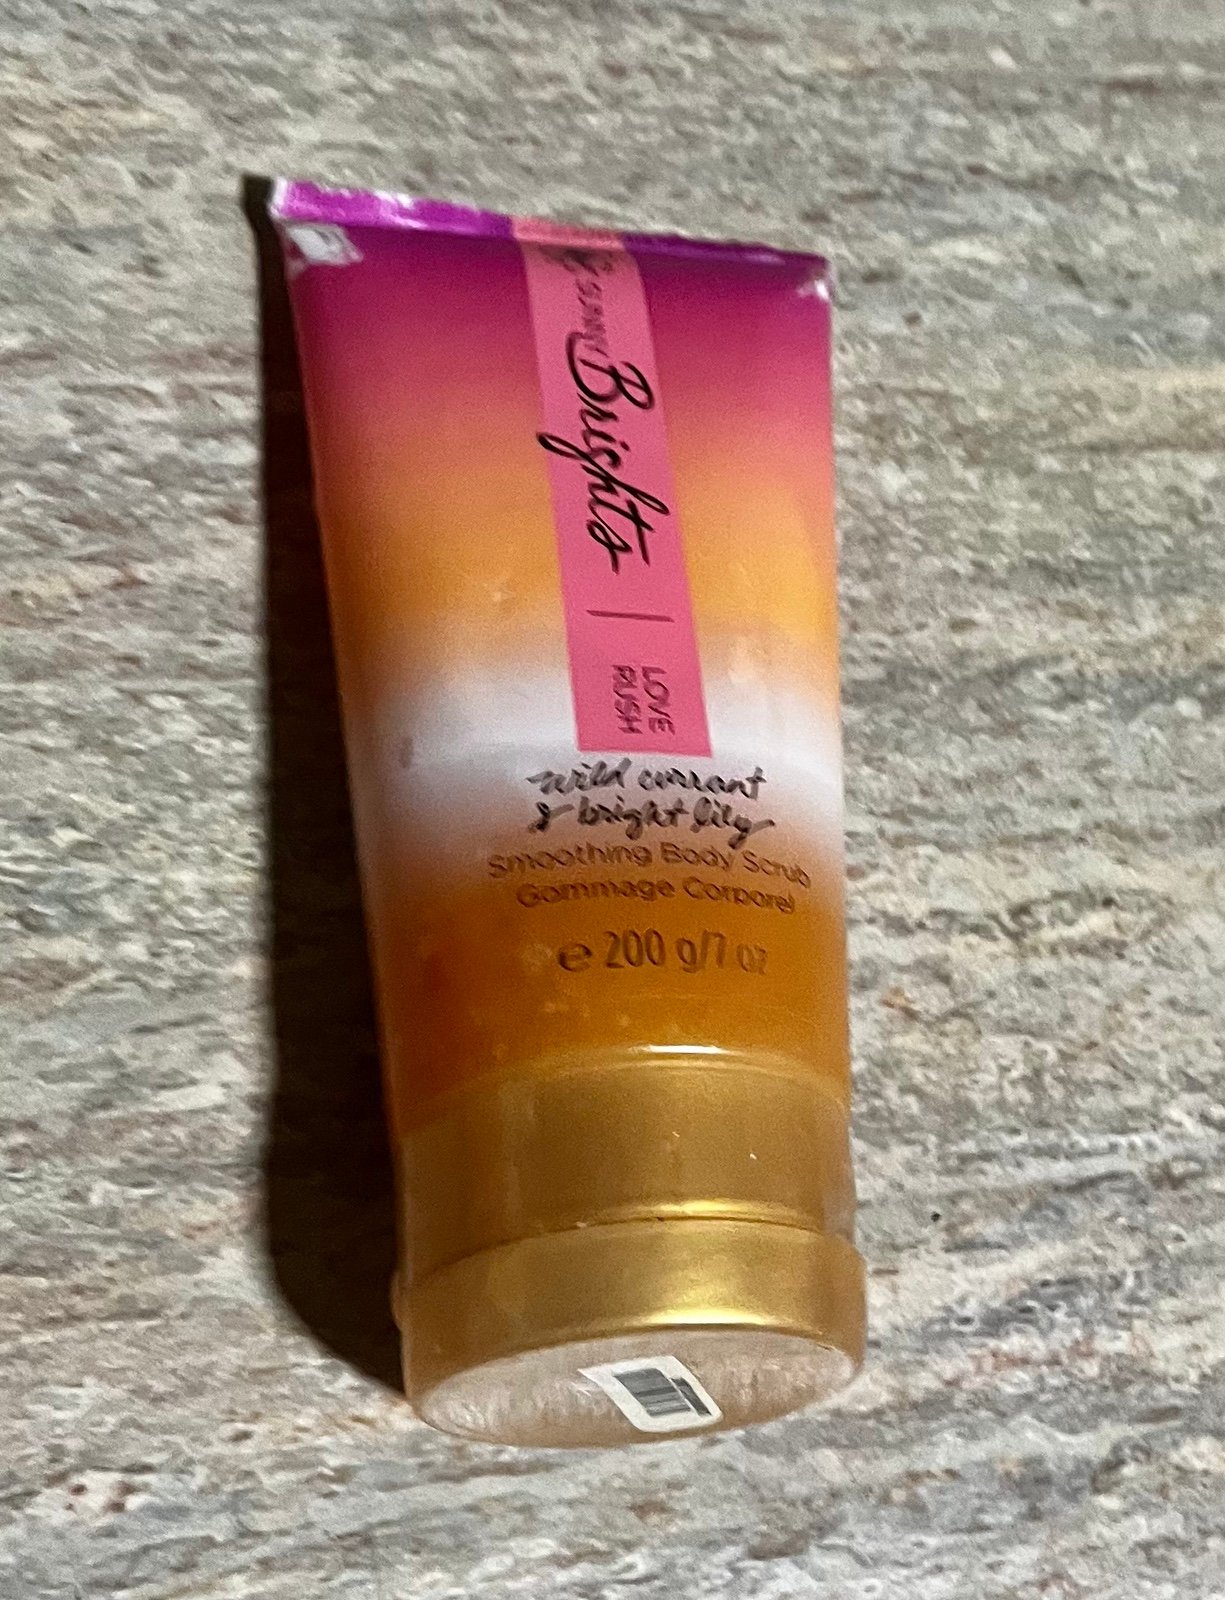 Brights | LOVE
RUSH
wild currant
& bright lily
Smoothing Body Scrub
Gommage Corporel
e 200 g/7 oz